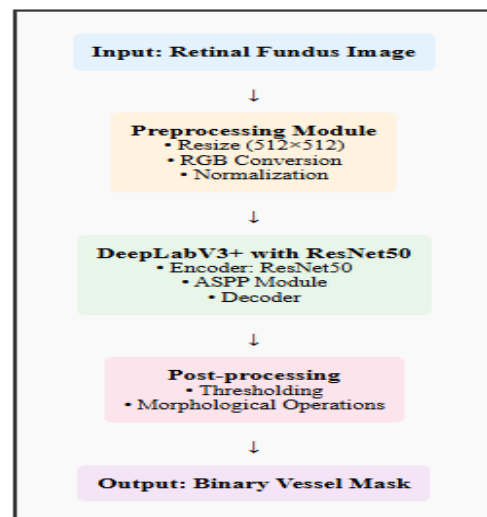 Input: Retinal Fundus Image
↓
Preprocessing Module
• Resize (512×512)
• RGB Conversion
• Normalization
↓
DeepLabV3+ with ResNet50
• Encoder: ResNet50
• ASPP Module
• Decoder
↓
Post-processing
• Thresholding
• Morphological Operations
↓
Output: Binary Vessel Mask